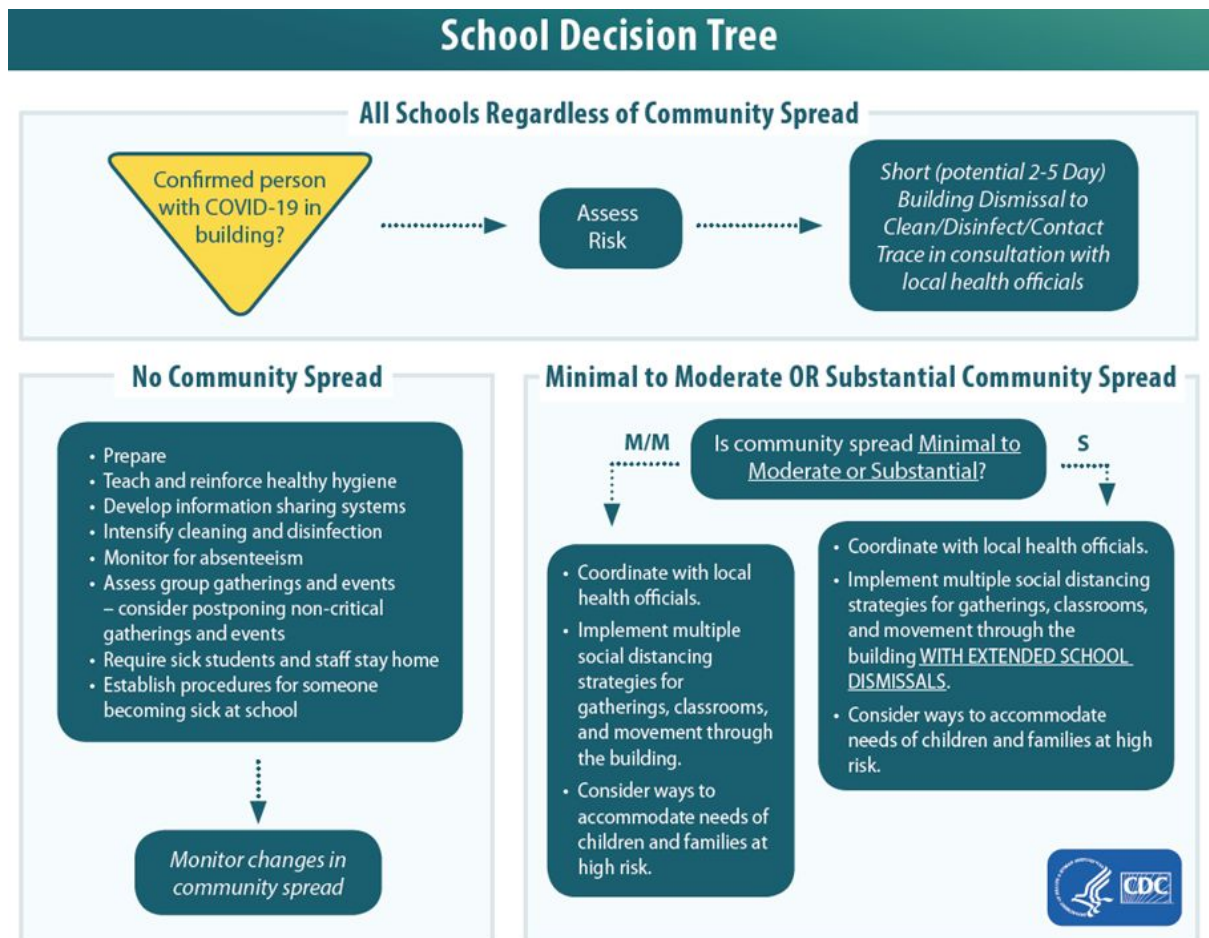 School Decision Tree
All Schools Regardless of Community Spread
Confirmed person
with COVID-19 in
building?
Assess
Risk
Short (potential 2-5 Day)
Building Dismissal to
Clean/Disinfect/Contact
Trace in consultation with
local health officials
No Community Spread
• Prepare
• Teach and reinforce healthy hygiene
• Develop information sharing systems
• Intensify cleaning and disinfection
• Monitor for absenteeism
• Assess group gatherings and events
– consider postponing non-critical
gatherings and events
• Require sick students and staff stay home
• Establish procedures for someone
becoming sick at school
Monitor changes in
community spread
Minimal to Moderate OR Substantial Community Spread
Is community spread Minimal to
Moderate or Substantial?
M/M
• Coordinate with local
health officials.
• Implement multiple
social distancing
strategies for
gatherings, classrooms,
and movement through
the building.
• Consider ways to
accommodate needs of
children and families at
high risk.
S
• Coordinate with local health officials.
• Implement multiple social distancing
strategies for gatherings, classrooms,
and movement through the
building WITH EXTENDED SCHOOL
DISMISSALS.
• Consider ways to accommodate
needs of children and families at high
risk.
CDC